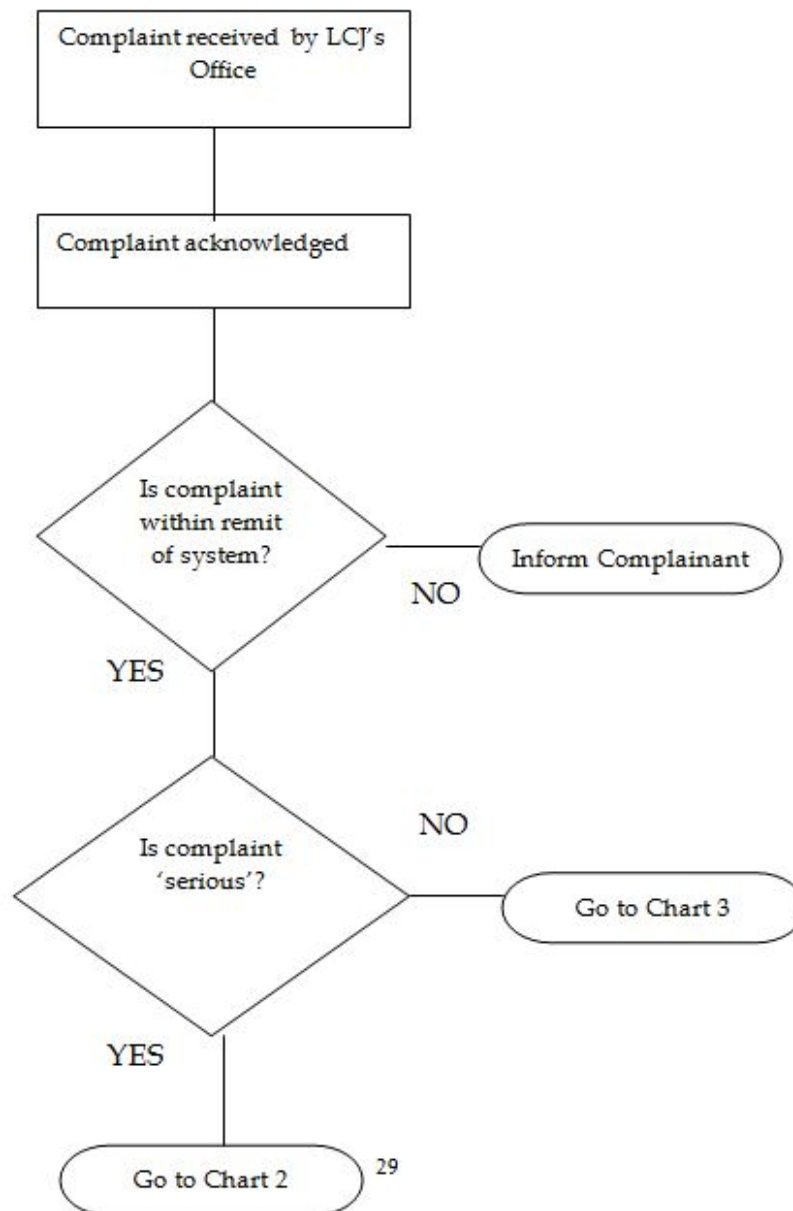 Complaint received by LCJ's
Office
Complaint acknowledged
Is complaint
within remit
of system?
Inform Complainant
NO
YES
Is complaint
‘serious’?
NO
Go to Chart 3
YES
Go to Chart 2
29